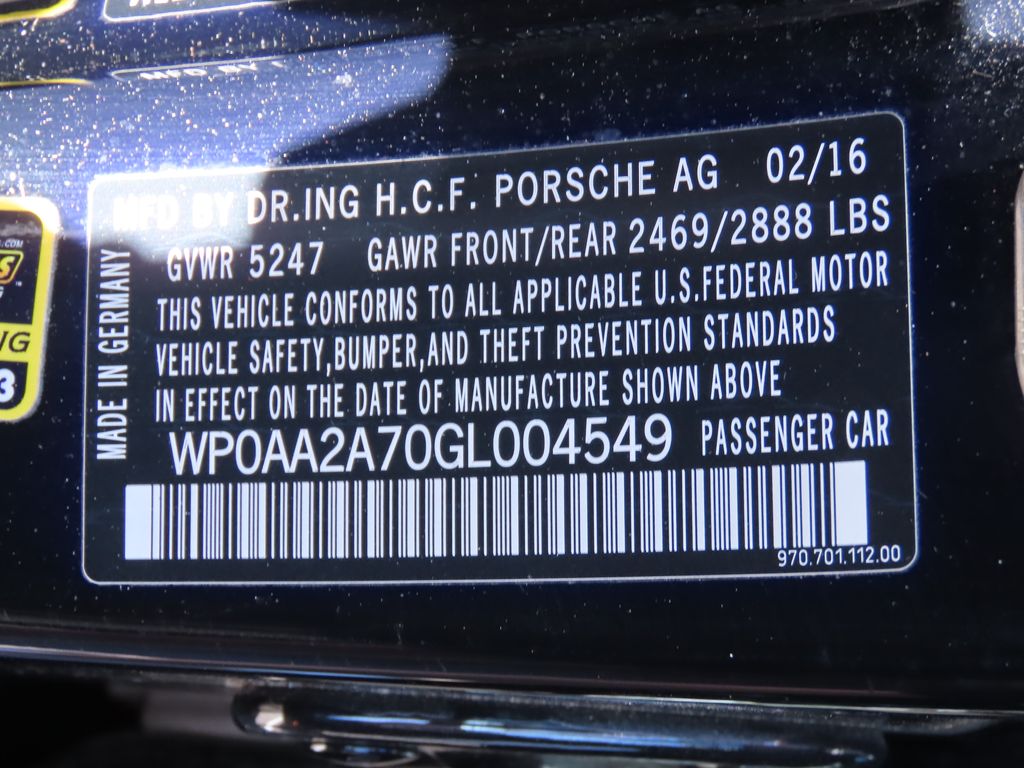 MFD BY DR.ING H.C.F. PORSCHE AG 02/16
GVWR 5247 GAWR FRONT/REAR 2469/2888 LBS
THIS VEHICLE CONFORMS TO ALL APPLICABLE U.S.FEDERAL MOTOR
VEHICLE SAFETY,BUMPER,AND THEFT PREVENTION STANDARDS
IN EFFECT ON THE DATE OF MANUFACTURE SHOWN ABOVE
WP0AA2A70GL004549 PASSENGER CAR
970.701.112.00
MADE IN GERMANY